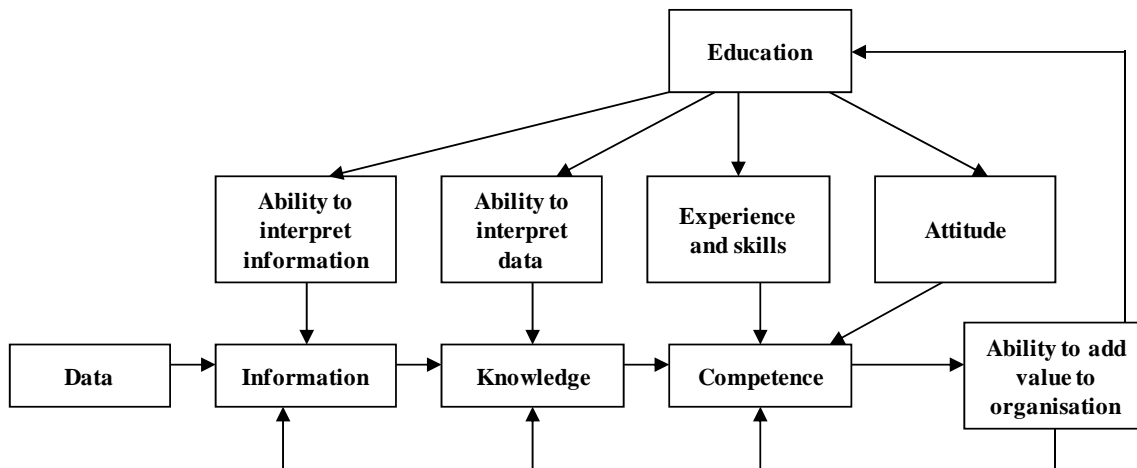 Education
Ability to
interpret
information
Ability to
interpret
data
Experience
and skills
Attitude
Data
Information
Knowledge
Competence
Ability to add
value to
organisation